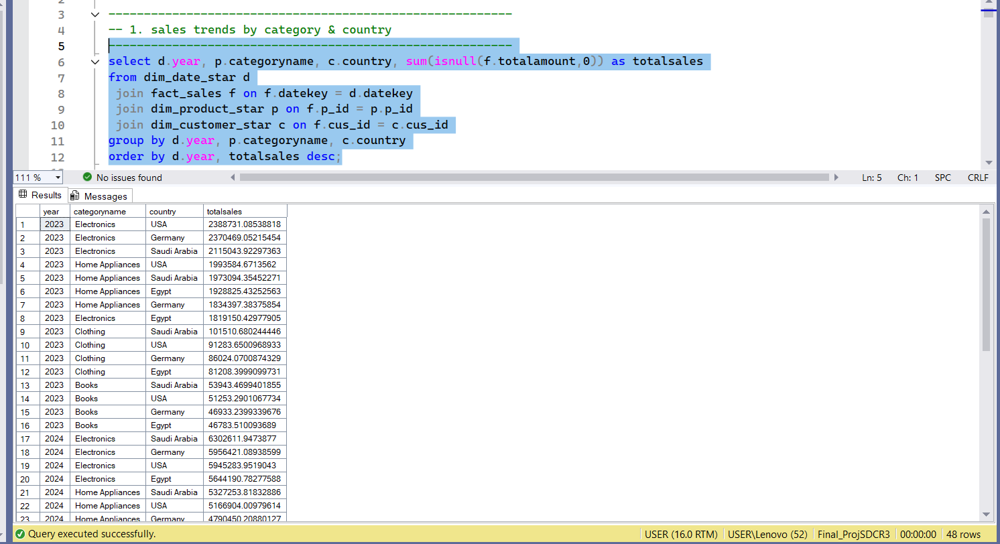 3 ---------------------------------------------------------
4 -- 1. sales trends by category & country
5 ---------------------------------------------------------
6 select d.year, p.categoryname, c.country, sum(isnull(f.totalamount,0)) as totalsales
7 from dim_date_star d
8 join fact_sales f on f.datekey = d.datekey
9 join dim_product_star p on f.p_id = p.p_id
10 join dim_customer_star c on f.cus_id = c.cus_id
11 group by d.year, p.categoryname, c.country
12 order by d.year, totalsales desc;
111 % No issues found Ln: 5 Ch: 1 SPC CRLF
Results Messages
year categoryname country totalsales
1 2023 Electronics USA 2388731.08538818
2 2023 Electronics Germany 2370469.05215454
3 2023 Electronics Saudi Arabia 2115043.92297363
4 2023 Home Appliances USA 1993584.6713562
5 2023 Home Appliances Saudi Arabia 1973094.35452271
6 2023 Home Appliances Egypt 1928825.43252563
7 2023 Home Appliances Germany 1834397.38375854
8 2023 Electronics Egypt 1819150.42977905
9 2023 Clothing Saudi Arabia 101510.680244446
10 2023 Clothing USA 91283.6500968933
11 2023 Clothing Germany 86024.0700874329
12 2023 Clothing Egypt 81208.3999099731
13 2023 Books Saudi Arabia 53943.4699401855
14 2023 Books USA 51253.2901067734
15 2023 Books Germany 46933.2399339676
16 2023 Books Egypt 46783.510093689
17 2024 Electronics Saudi Arabia 6302611.9473877
18 2024 Electronics Germany 5956421.08938599
19 2024 Electronics USA 5945283.9519043
20 2024 Electronics Egypt 5644190.78277588
21 2024 Home Appliances Saudi Arabia 5327253.81832886
22 2024 Home Appliances USA 5166904.00979614
23 2024 Home Appliances Germany 4790450.20880127
Query executed successfully. USER (16.0 RTM) USER\Lenovo (52) Final_ProjSDCR3 00:00:00 48 rows